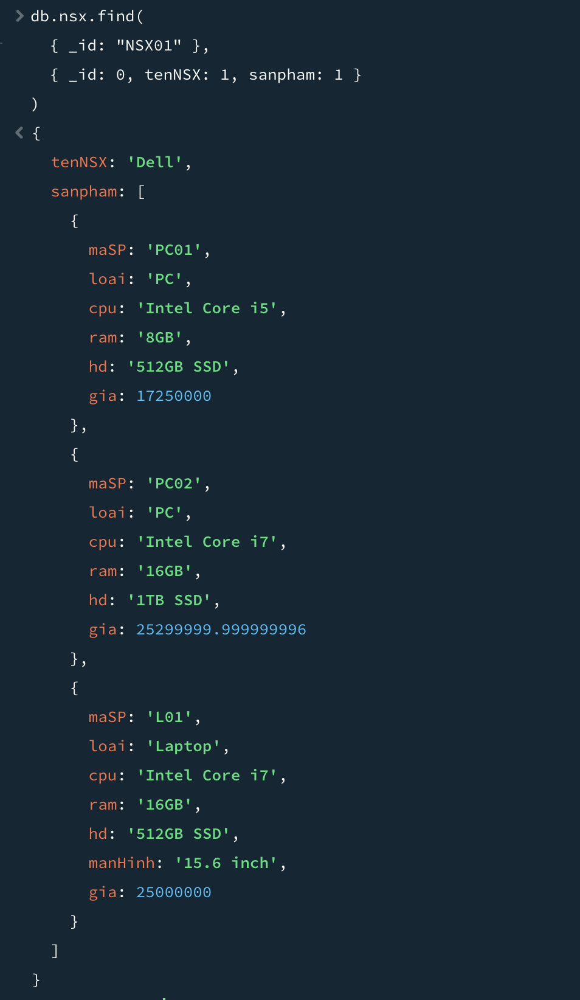 db.nsx.find(
{ _id: "NSX01" },
{ _id: 0, tenNSX: 1, sanpham: 1 }
)
{
tenNSX: 'Dell',
sanpham: [
{
maSP: 'PC01',
loai: 'PC',
cpu: 'Intel Core i5',
ram: '8GB',
hd: '512GB SSD',
gia: 17250000
},
{
maSP: 'PC02',
loai: 'PC',
cpu: 'Intel Core i7',
ram: '16GB',
hd: '1TB SSD',
gia: 25299999.999999996
},
{
maSP: 'L01',
loai: 'Laptop',
cpu: 'Intel Core i7',
ram: '16GB',
hd: '512GB SSD',
manHinh: '15.6 inch',
gia: 25000000
}
]
}